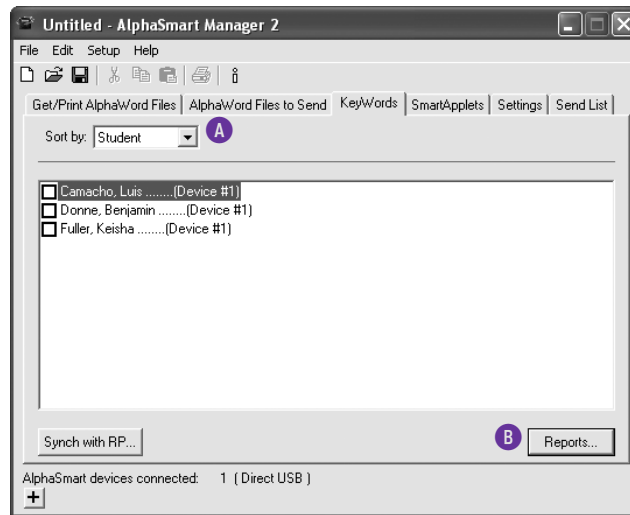 Untitled - AlphaSmart Manager 2
File Edit Setup Help
Get/Print AlphaWord Files AlphaWord Files to Send KeyWords SmartApplets Settings Send List
Sort by: Student A
Camacho, Luis ........(Device #1)
Donne, Benjamin ........(Device #1)
Fuller, Keisha ........(Device #1)
Synch with RP... B Reports...
AlphaSmart devices connected: 1 ( Direct USB )
+